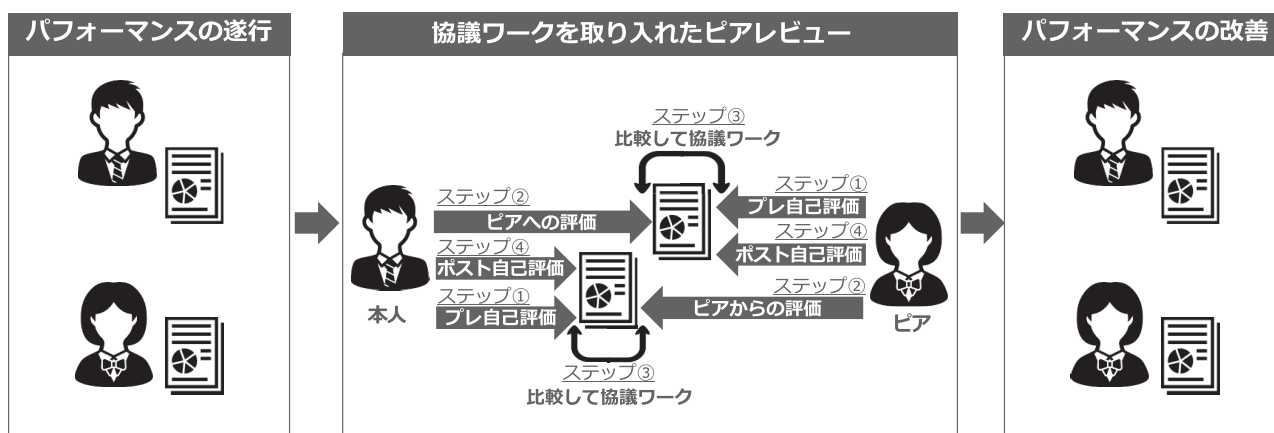 パフォーマンスの遂行
協議ワークを取り入れたピアレビュー
パフォーマンスの改善
ステップ③
比較して協議ワーク
ステップ②
ピアへの評価
ステップ①
プレ自己評価
ステップ④
ポスト自己評価
ステップ④
ポスト自己評価
ステップ①
プレ自己評価
ステップ②
ピアからの評価
本人
ピア
ステップ③
比較して協議ワーク